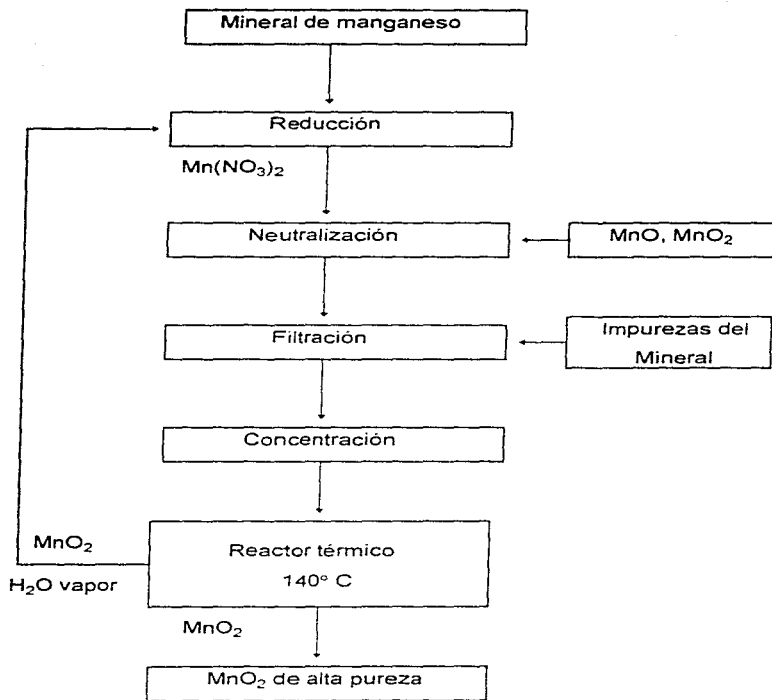 Mineral de manganeso
Reducción
Mn(NO₃)₂
Neutralización
MnO, MnO₂
Filtración
Impurezas del
Mineral
Concentración
Reactor térmico
140° C
MnO₂
H₂O vapor
MnO₂
MnO₂ de alta pureza